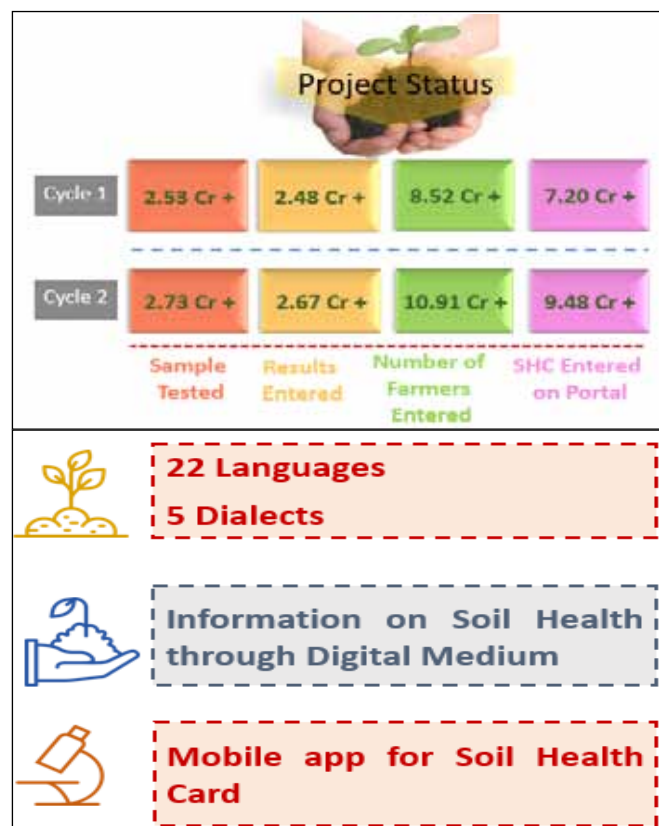 Project Status
Cycle 1
2.53 Cr +
2.48 Cr +
8.52 Cr +
7.20 Cr +
Cycle 2
2.73 Cr +
2.67 Cr +
10.91 Cr +
9.48 Cr +
Sample
Tested
Results
Entered
Number of
Farmers
Entered
SHC Entered
on Portal
22 Languages
5 Dialects
Information on Soil Health
through Digital Medium
Mobile app for Soil Health
Card